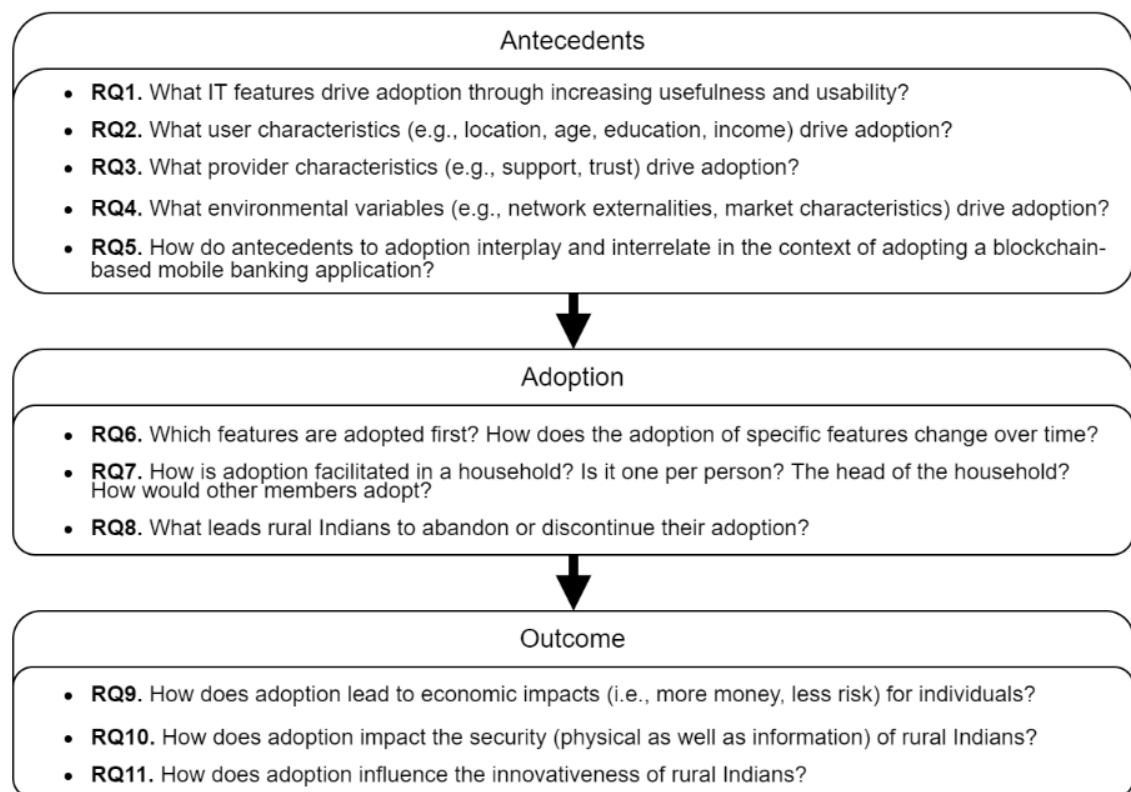 Antecedents
• RQ1. What IT features drive adoption through increasing usefulness and usability?
• RQ2. What user characteristics (e.g., location, age, education, income) drive adoption?
• RQ3. What provider characteristics (e.g., support, trust) drive adoption?
• RQ4. What environmental variables (e.g., network externalities, market characteristics) drive adoption?
• RQ5. How do antecedents to adoption interplay and interrelate in the context of adopting a blockchain-
based mobile banking application?
Adoption
• RQ6. Which features are adopted first? How does the adoption of specific features change over time?
• RQ7. How is adoption facilitated in a household? Is it one per person? The head of the household?
How would other members adopt?
• RQ8. What leads rural Indians to abandon or discontinue their adoption?
Outcome
• RQ9. How does adoption lead to economic impacts (i.e., more money, less risk) for individuals?
• RQ10. How does adoption impact the security (physical as well as information) of rural Indians?
• RQ11. How does adoption influence the innovativeness of rural Indians?